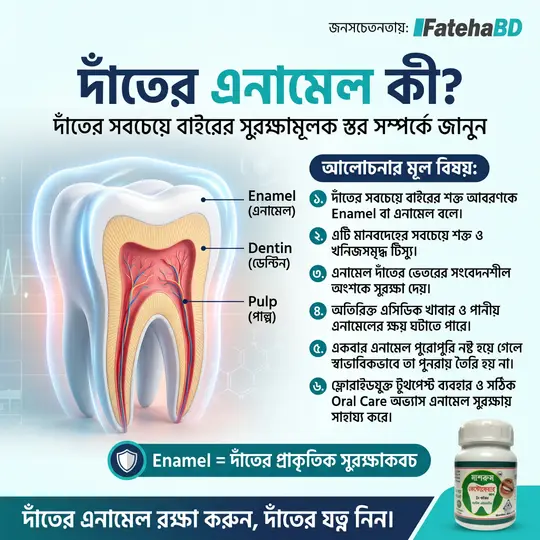 জনসচেতনতায়: FatehaBD
দাঁতের এনামেল কী?
দাঁতের সবচেয়ে বাইরের সুরক্ষামূলক স্তর সম্পর্কে জানুন
Enamel
(এনামেল)
Dentin
(ডেন্টিন)
Pulp
(পাল্প)
আলোচনার মূল বিষয়:
১. দাঁতের সবচেয়ে বাইরের শক্ত আবরণকে
Enamel বা এনামেল বলে।
২. এটি মানবদেহের সবচেয়ে শক্ত ও
খনিজসমৃদ্ধ টিস্যু।
৩. এনামেল দাঁতের ভেতরের সংবেদনশীল
অংশকে সুরক্ষা দেয়।
৪. অতিরিক্ত এসিডিক খাবার ও পানীয়
এনামেলের ক্ষয় ঘটাতে পারে।
৫. একবার এনামেল পুরোপুরি নষ্ট হয়ে গেলে
স্বাভাবিকভাবে তা পুনরায় তৈরি হয় না।
৬. ফ্লোরাইডযুক্ত টুথপেস্ট ব্যবহার ও সঠিক
Oral Care অভ্যাস এনামেল সুরক্ষায়
সাহায্য করে।
Enamel = দাঁতের প্রাকৃতিক সুরক্ষাকবচ
দাঁতের এনামেল রক্ষা করুন, দাঁতের যত্ন নিন।